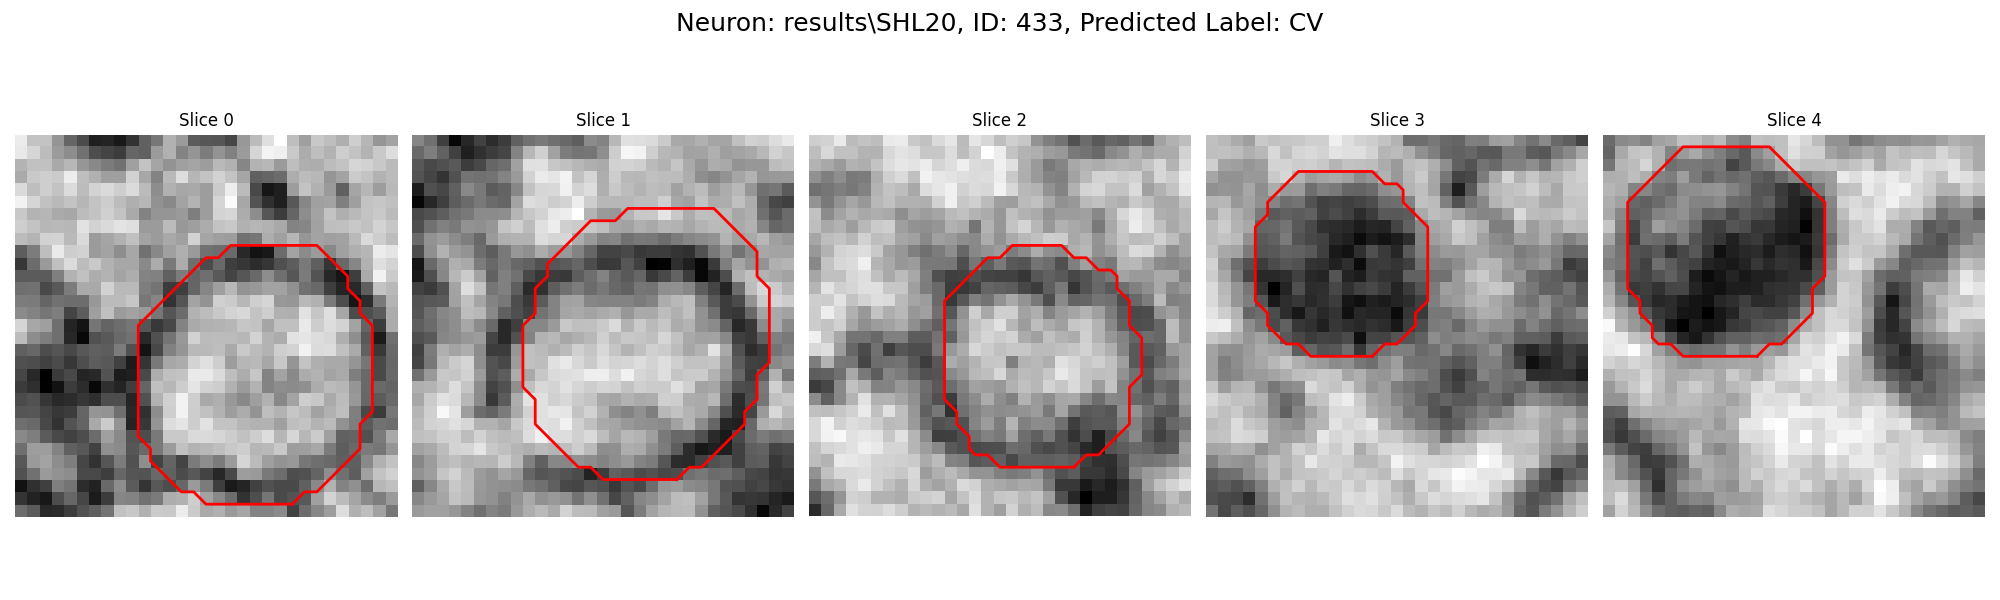 Neuron: results\SHL20, ID: 433, Predicted Label: CV
Slice 0
Slice 1
Slice 2
Slice 3
Slice 4